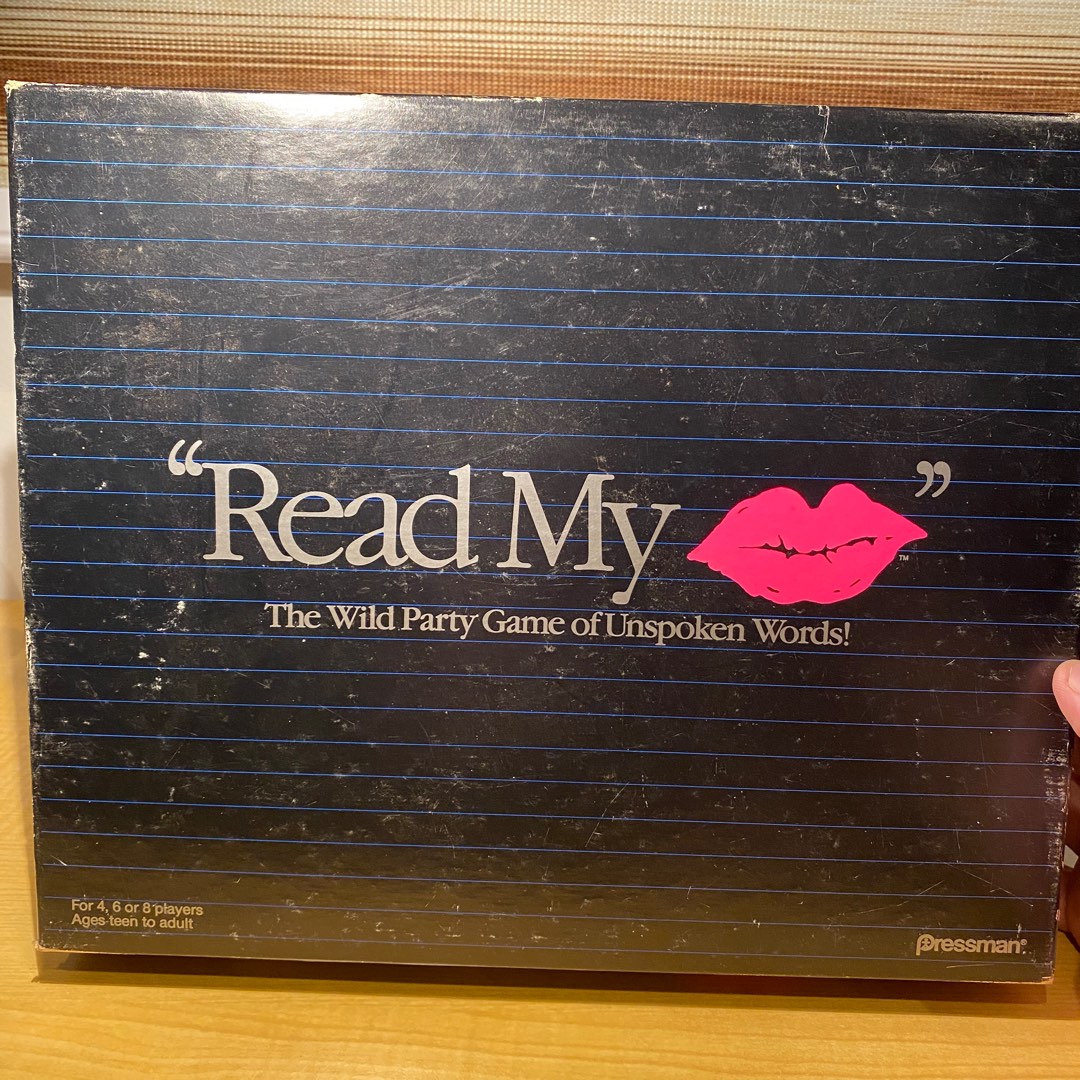 “Read My ”
™
The Wild Party Game of Unspoken Words!
For 4, 6 or 8 players
Ages teen to adult
Pressman®